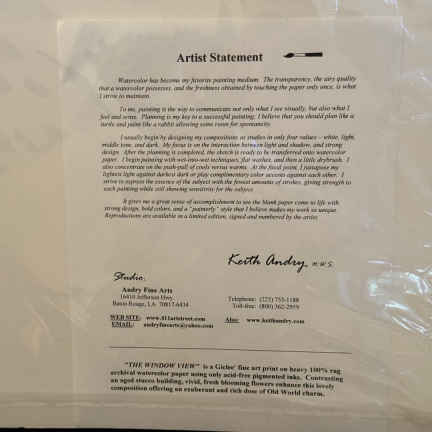 Artist Statement
Watercolor has become my favorite painting medium. The transparency, the airy quality
that a watercolor possesses, and the freshness obtained by touching the paper only once, is what
I strive to maintain.
To me, painting is the way to communicate not only what I see visually, but also what I
feel and write. Planning is my key to a successful painting. I believe that you should plan like a
turtle and paint like a rabbit allowing some room for spontaneity.
I usually begin by designing my compositions as studies in only four values – white, light,
middle tone, and dark. My focus is on the interaction between light and shadow, and strong
design. After the planning is completed, the sketch is ready to be transferred onto watercolor
paper. I begin painting with wet-into-wet techniques, flat washes, and then a little drybrush. I
also concentrate on the push-pull of cools versus warms. At the focal point, I juxtapose my
lightest light against darkest dark or play complimentary color accents against each other. I
strive to express the essence of the subject with the fewest amounts of strokes, giving strength to
each painting while still showing sensitivity for the subject.
It gives me a great sense of accomplishment to see the blank paper come to life with
strong design, bold colors, and a "painterly" style that I believe makes my work so unique.
Reproductions are available in a limited edition, signed and numbered by the artist.
Keith Andry, N.W.S.
Studio:
Andry Fine Arts
16410 Jefferson Hwy.
Baton Rouge, LA 70817-6434
Telephone: (225) 753-1188
Toll-free: (800) 362-2959
WEB SITE: www.811artstreet.com
Also: www.keithandry.com
EMAIL: andryfinearts@yahoo.com
"THE WINDOW VIEW" is a Giclee' fine art print on heavy 100% rag
archival watercolor paper using only acid-free pigmented inks. Contrasting
an aged stucco building, vivid, fresh blooming flowers enhance this lovely
composition offering an exuberant and rich dose of Old World charm.